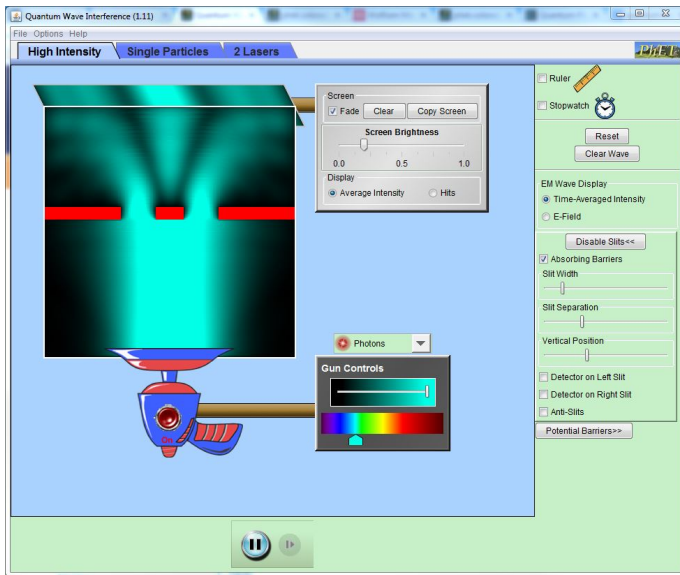 Quantum Wave Interference (1.11)
File Options Help
High Intensity
Single Particles
2 Lasers
PhET
Screen
Fade
Clear
Copy Screen
Screen Brightness
0.0 0.5 1.0
Display
Average Intensity
Hits
Photons
Gun Controls
On
Ruler
Stopwatch
Reset
Clear Wave
EM Wave Display
Time-Averaged Intensity
E-Field
Disable Slits<<
Absorbing Barriers
Slit Width
Slit Separation
Vertical Position
Detector on Left Slit
Detector on Right Slit
Anti-Slits
Potential Barriers>>